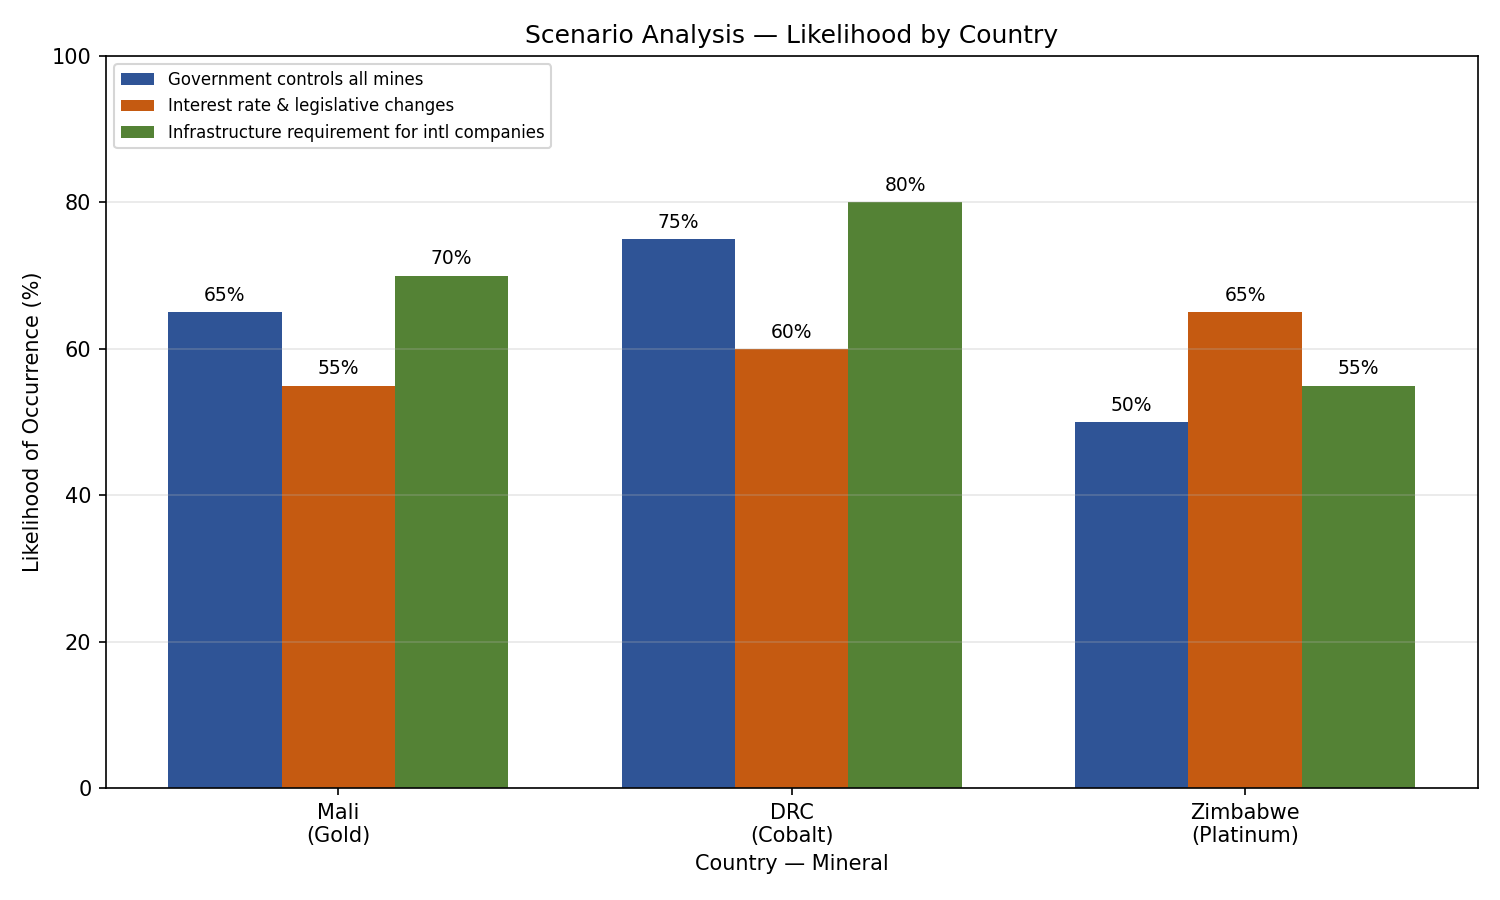 Scenario Analysis — Likelihood by Country
Government controls all mines
Interest rate & legislative changes
Infrastructure requirement for intl companies
Likelihood of Occurrence (%)
100
80
60
40
20
0
65%
55%
70%
75%
60%
80%
50%
65%
55%
Mali
(Gold)
DRC
(Cobalt)
Zimbabwe
(Platinum)
Country — Mineral